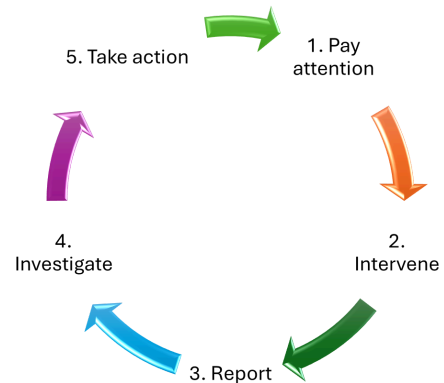 1. Pay
attention
2.
Intervene
3. Report
4.
Investigate
5. Take action